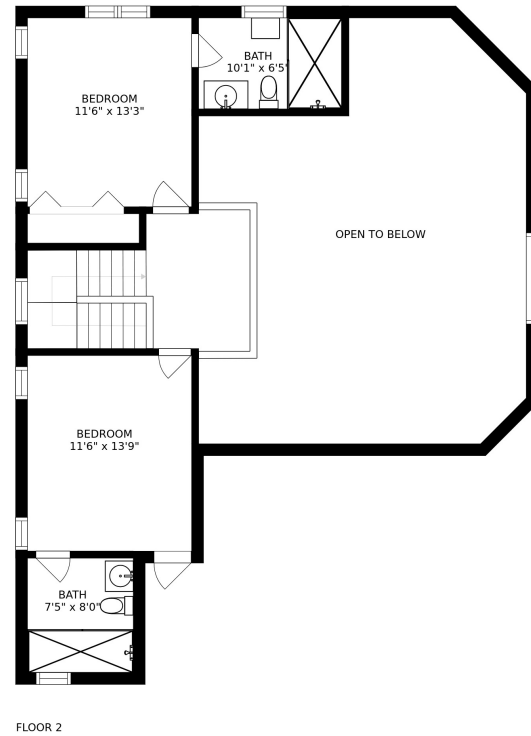 BATH
10'1" x 6'5"
BEDROOM
11'6" x 13'3"
OPEN TO BELOW
BEDROOM
11'6" x 13'9"
BATH
7'5" x 8'0"
FLOOR 2